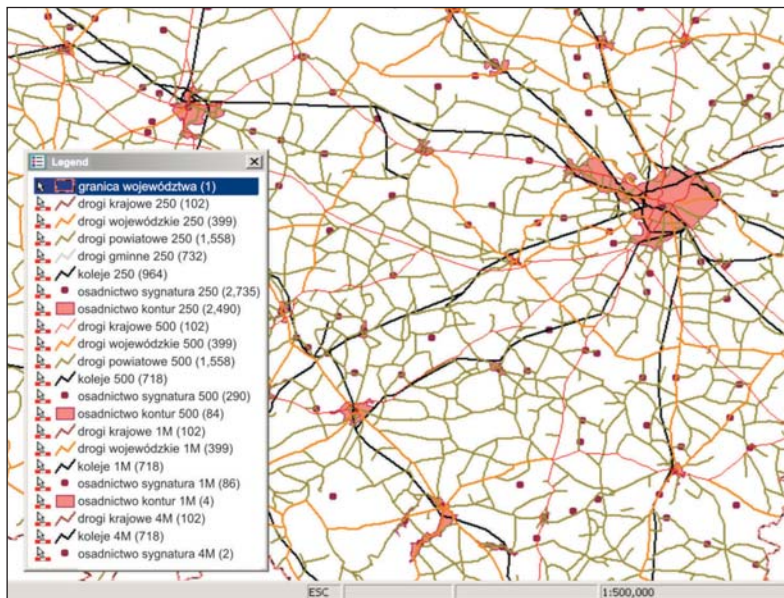 Legend
granica województwa (1)
drogi krajowe 250 (102)
drogi wojewódzkie 250 (399)
drogi powiatowe 250 (1,558)
drogi gminne 250 (732)
koleje 250 (964)
osadnictwo sygnatura 250 (2,735)
osadnictwo kontur 250 (2,490)
drogi krajowe 500 (102)
drogi wojewódzkie 500 (399)
drogi powiatowe 500 (1,558)
koleje 500 (718)
osadnictwo sygnatura 500 (290)
osadnictwo kontur 500 (84)
drogi krajowe 1M (102)
drogi wojewódzkie 1M (399)
koleje 1M (718)
osadnictwo sygnatura 1M (86)
osadnictwo kontur 1M (4)
drogi krajowe 4M (102)
koleje 4M (718)
osadnictwo sygnatura 4M (2)
ESC 1:500,000